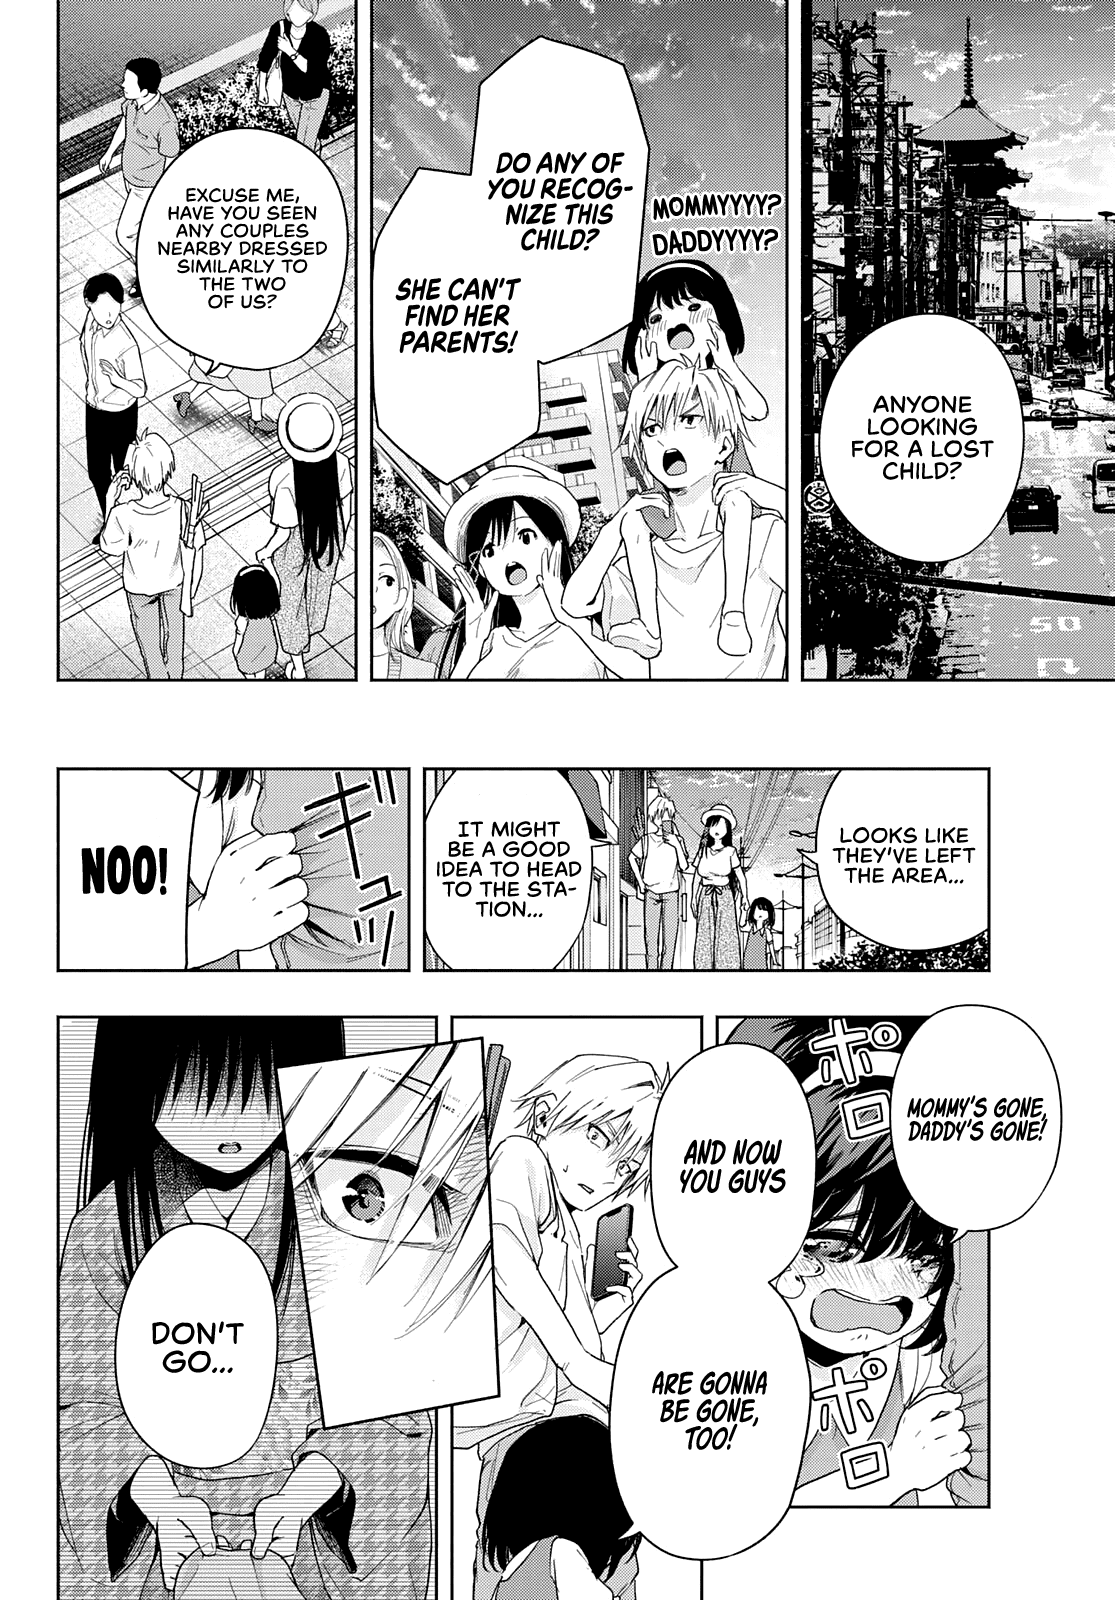 ANYONE
LOOKING
FOR A LOST
CHILD?
50
MOMMYYYY?
DADDYYYY?
DO ANY OF
YOU RECOG-
NIZE THIS
CHILD?
SHE CAN'T
FIND HER
PARENTS!
EXCUSE ME,
HAVE YOU SEEN
ANY COUPLES
NEARBY DRESSED
SIMILARLY TO
THE TWO
OF US?
LOOKS LIKE
THEY'VE LEFT
THE AREA...
IT MIGHT
BE A GOOD
IDEA TO HEAD
TO THE STA-
TION...
ギュッ
NOO!
MOMMY'S GONE,
DADDY'S GONE!
ポロ
ポロ
AND NOW
YOU GUYS
ARE GONNA
BE GONE,
TOO!
DON'T
GO...